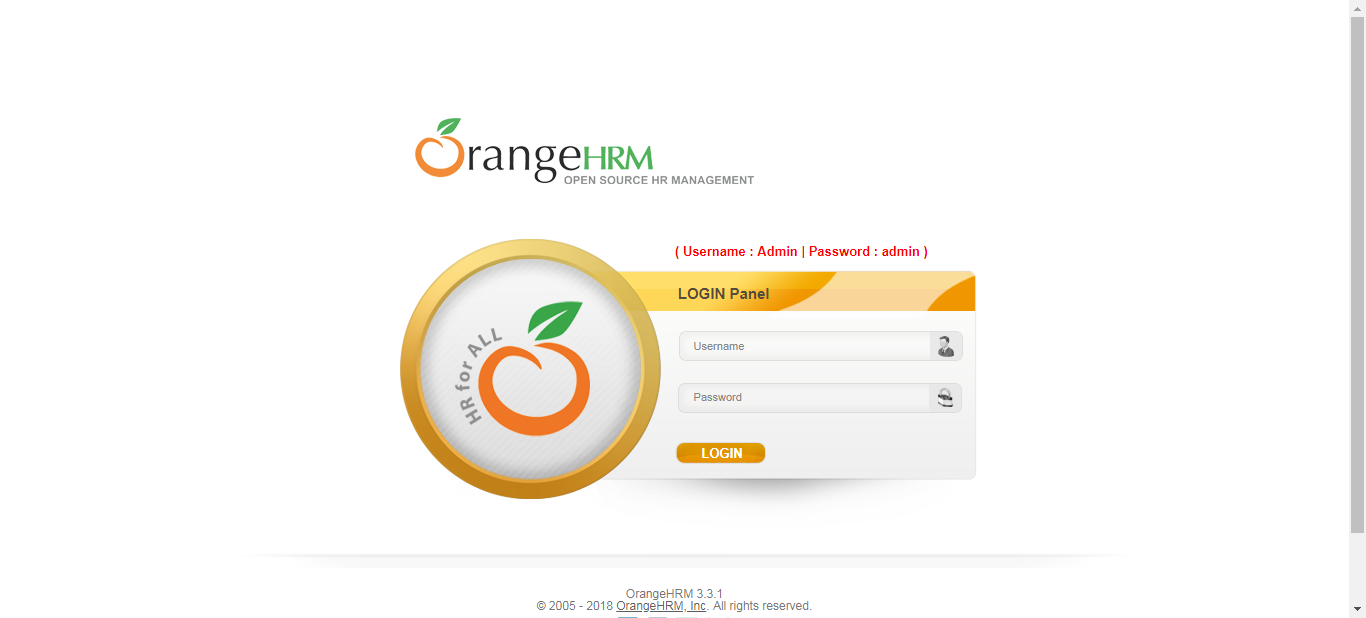 OrangeHRM
OPEN SOURCE HR MANAGEMENT
( Username : Admin | Password : admin )
LOGIN Panel
HR for ALL
Username
Password
LOGIN
OrangeHRM 3.3.1
© 2005 - 2018 OrangeHRM, Inc. All rights reserved.